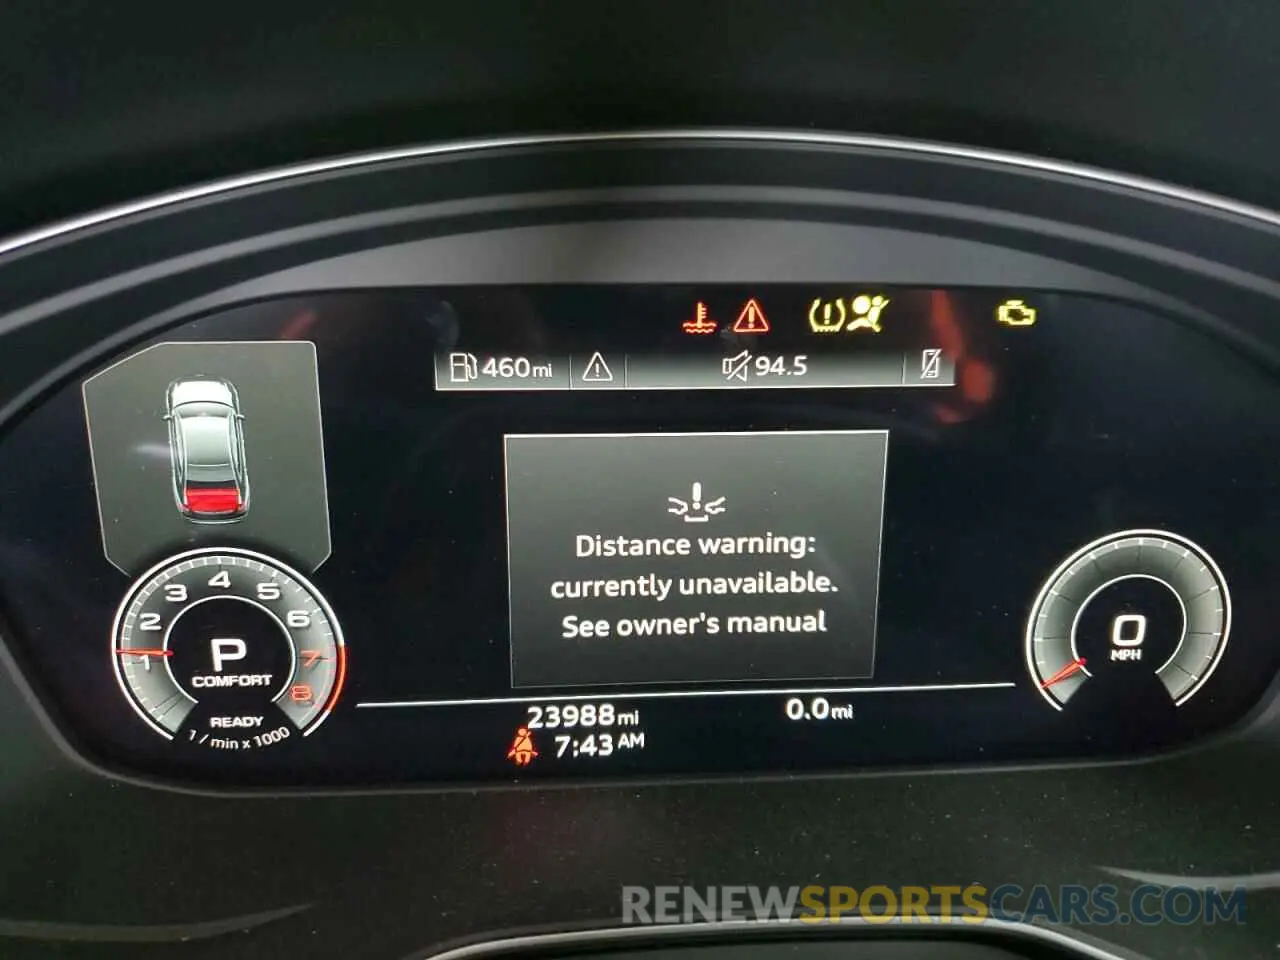 460mi
94.5
Distance warning:
currently unavailable.
See owner's manual
1 2 3 4 5 6 7 8
P
COMFORT
READY
1 / min x 1000
0
MPH
23988mi
0.0mi
7:43 AM
RENEWSPORTSCARS.COM